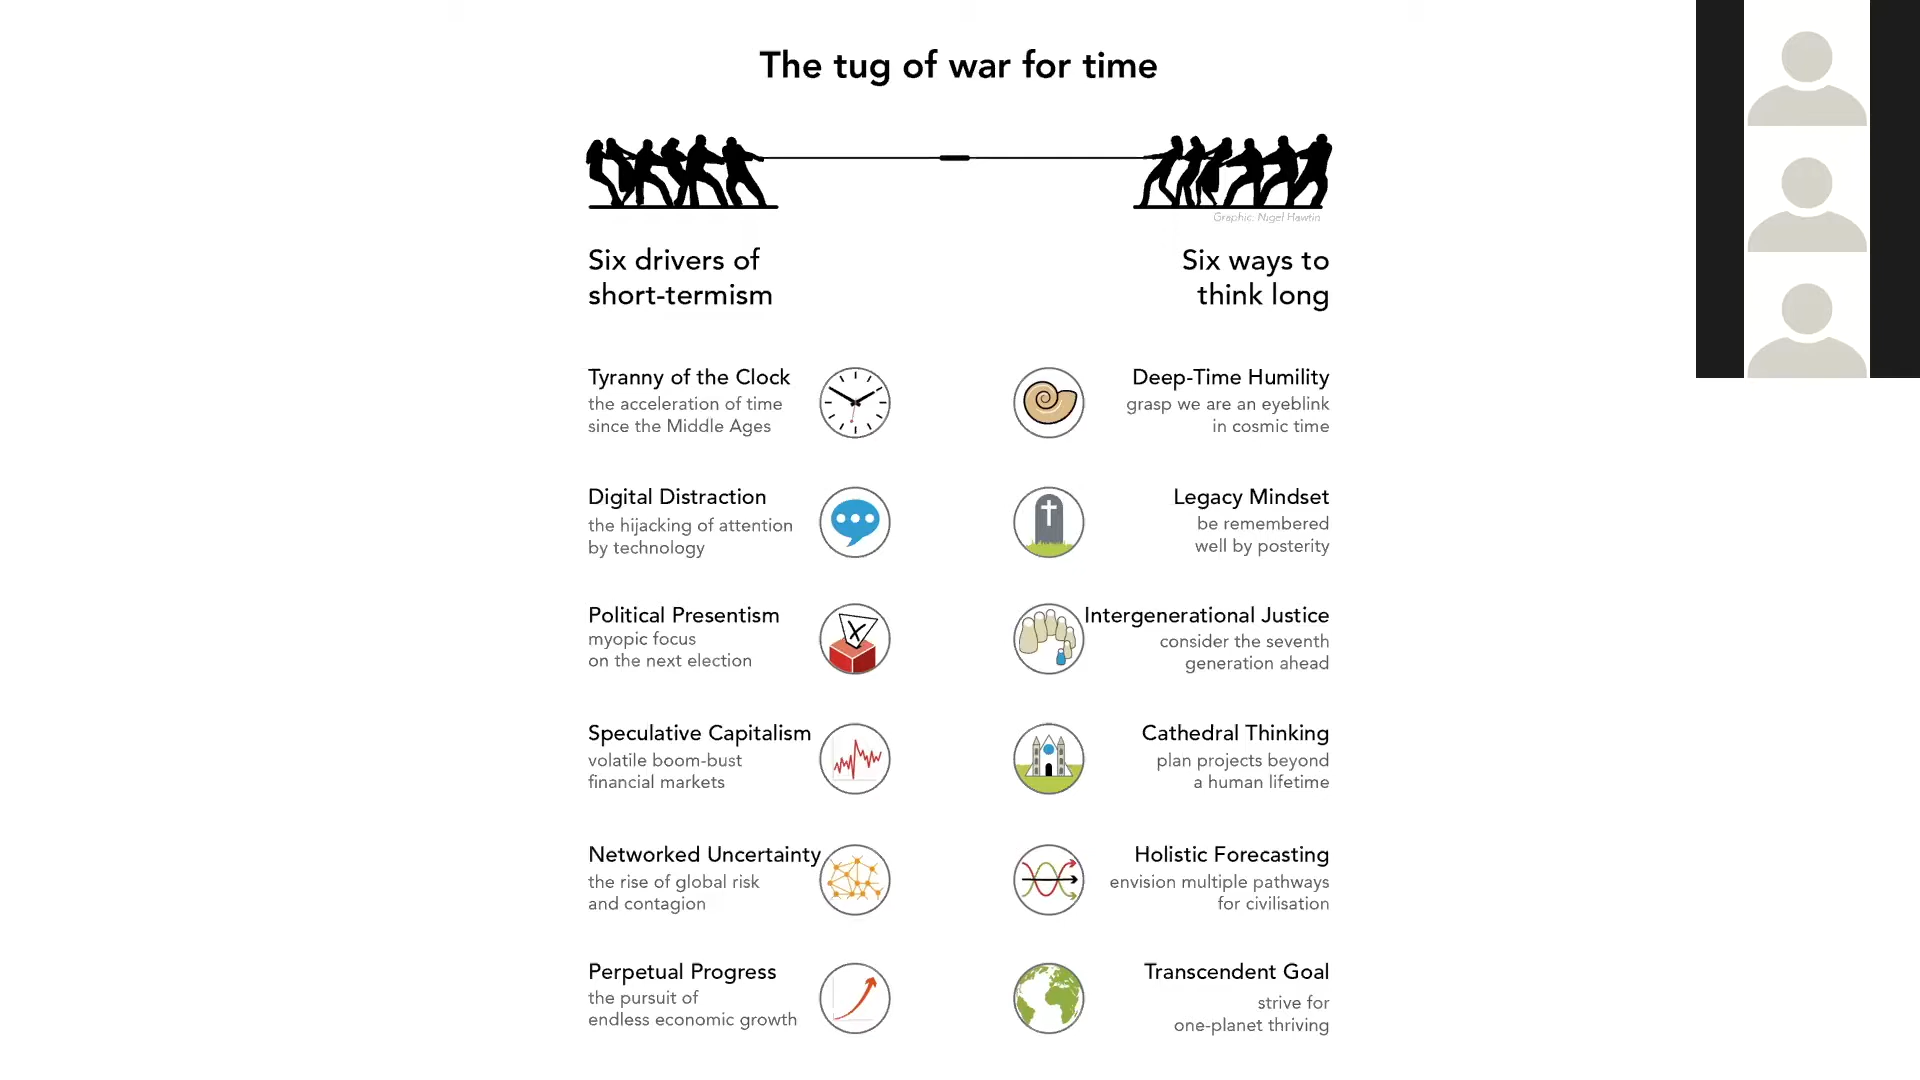 The tug of war for time
Graphic: Nigel Hawtin
Six drivers of
short-termism
Tyranny of the Clock
the acceleration of time
since the Middle Ages
Digital Distraction
the hijacking of attention
by technology
Political Presentism
myopic focus
on the next election
Speculative Capitalism
volatile boom-bust
financial markets
Networked Uncertainty
the rise of global risk
and contagion
Perpetual Progress
the pursuit of
endless economic growth
Six ways to
think long
Deep-Time Humility
grasp we are an eyeblink
in cosmic time
Legacy Mindset
be remembered
well by posterity
Intergenerational Justice
consider the seventh
generation ahead
Cathedral Thinking
plan projects beyond
a human lifetime
Holistic Forecasting
envision multiple pathways
for civilisation
Transcendent Goal
strive for
one-planet thriving